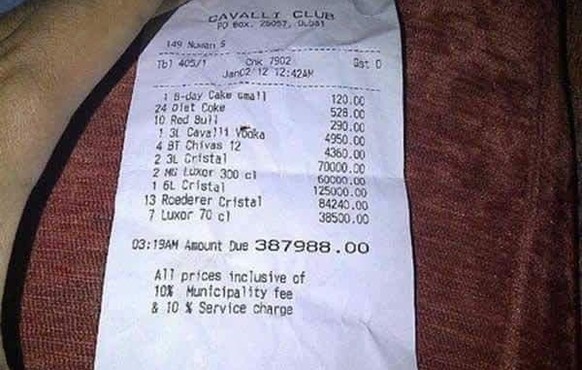 CAVALLI CLUB
PO BOX. 26057, DUBAI
149 Nuwan S
Tbl 405/1 Chk 7902 Gst 0
Jan02'12 12:42AM
1 B-day Cake small 120.00
24 Diet Coke 528.00
10 Red Bull 290.00
1 3L Cavalli Vodka 4950.00
4 BT Chivas 12 4360.00
2 3L Cristal 70000.00
2 MG Luxor 300 cl 60000.00
1 6L Cristal 125000.00
13 Roederer Cristal 84240.00
7 Luxor 70 cl 38500.00
03:19AM Amount Due 387988.00
All prices inclusive of
10% Municipality fee
& 10 % Service charge